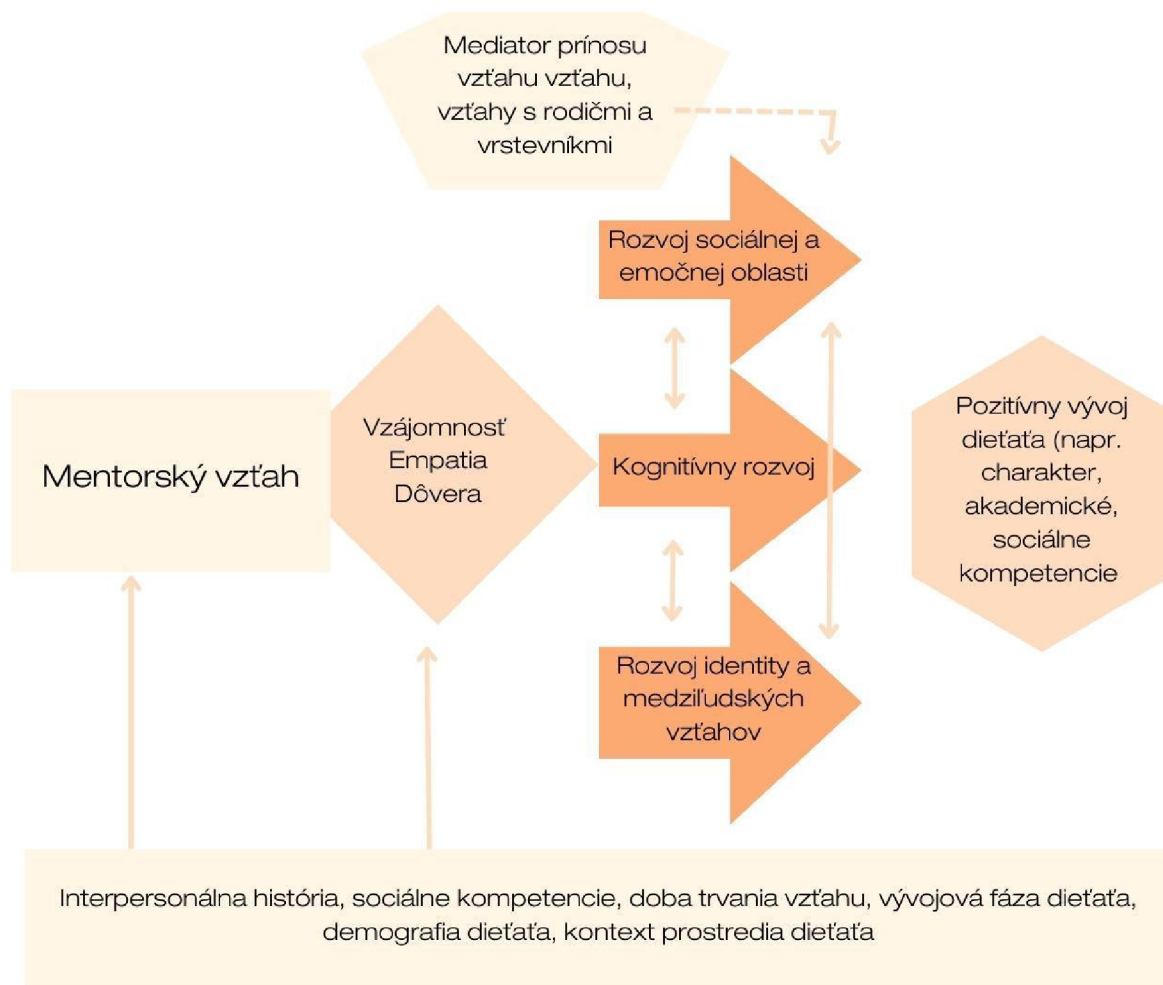 Mediator prínosu
vzťahu vzťahu,
vzťahy s rodičmi a
vrstevníkmi
Rozvoj sociálnej a
emočnej oblasti
Mentorský vzťah
Vzájomnosť
Empatia
Dôvera
Kognitívny rozvoj
Pozitívny vývoj
dieťaťa (napr.
charakter,
akademické,
sociálne
kompetencie
Rozvoj identity a
medziľudských
vzťahov
Interpersonálna história, sociálne kompetencie, doba trvania vzťahu, vývojová fáza dieťaťa,
demografia dieťaťa, kontext prostredia dieťaťa